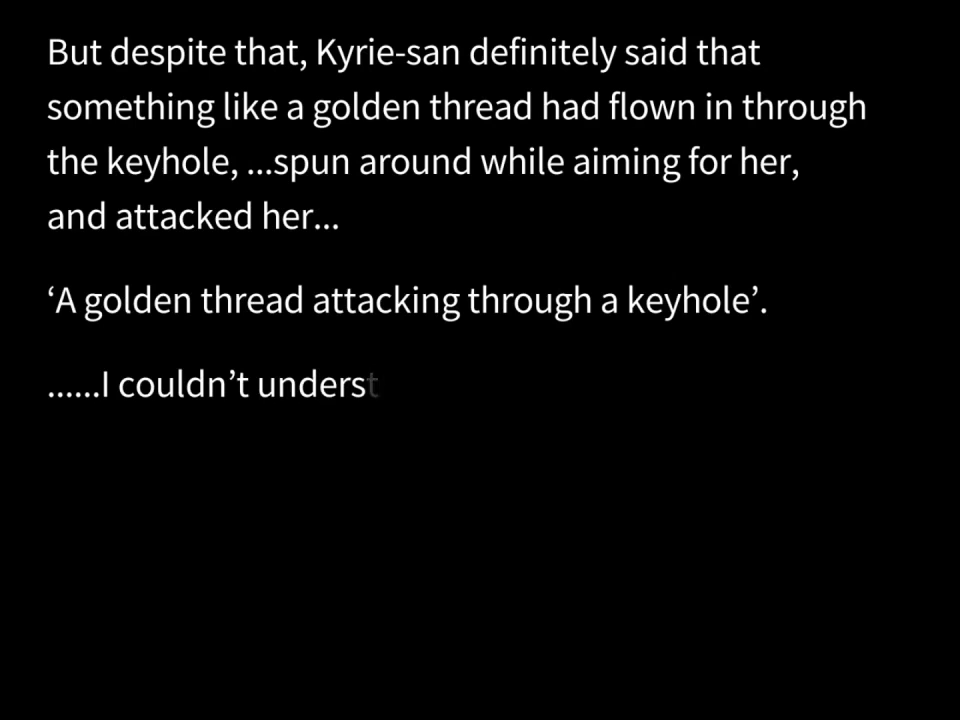 But despite that, Kyrie-san definitely said that
something like a golden thread had flown in through
the keyhole, ...spun around while aiming for her,
and attacked her...
‘A golden thread attacking through a keyhole’.
......I couldn’t underst